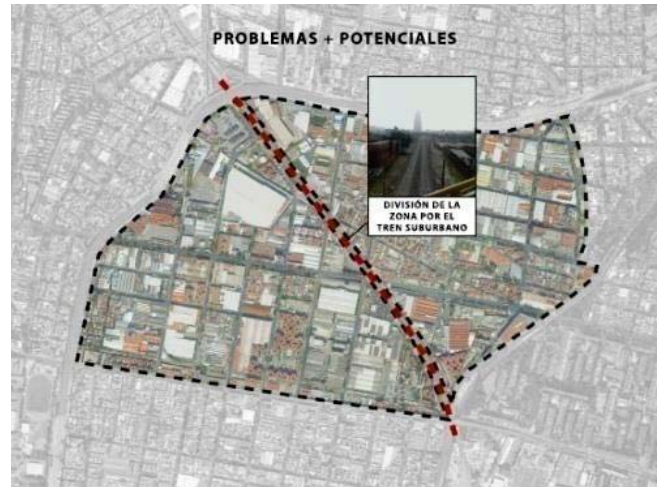 PROBLEMAS + POTENCIALES
DIVISIÓN DE LA
ZONA POR EL
TREN SUBURBANO